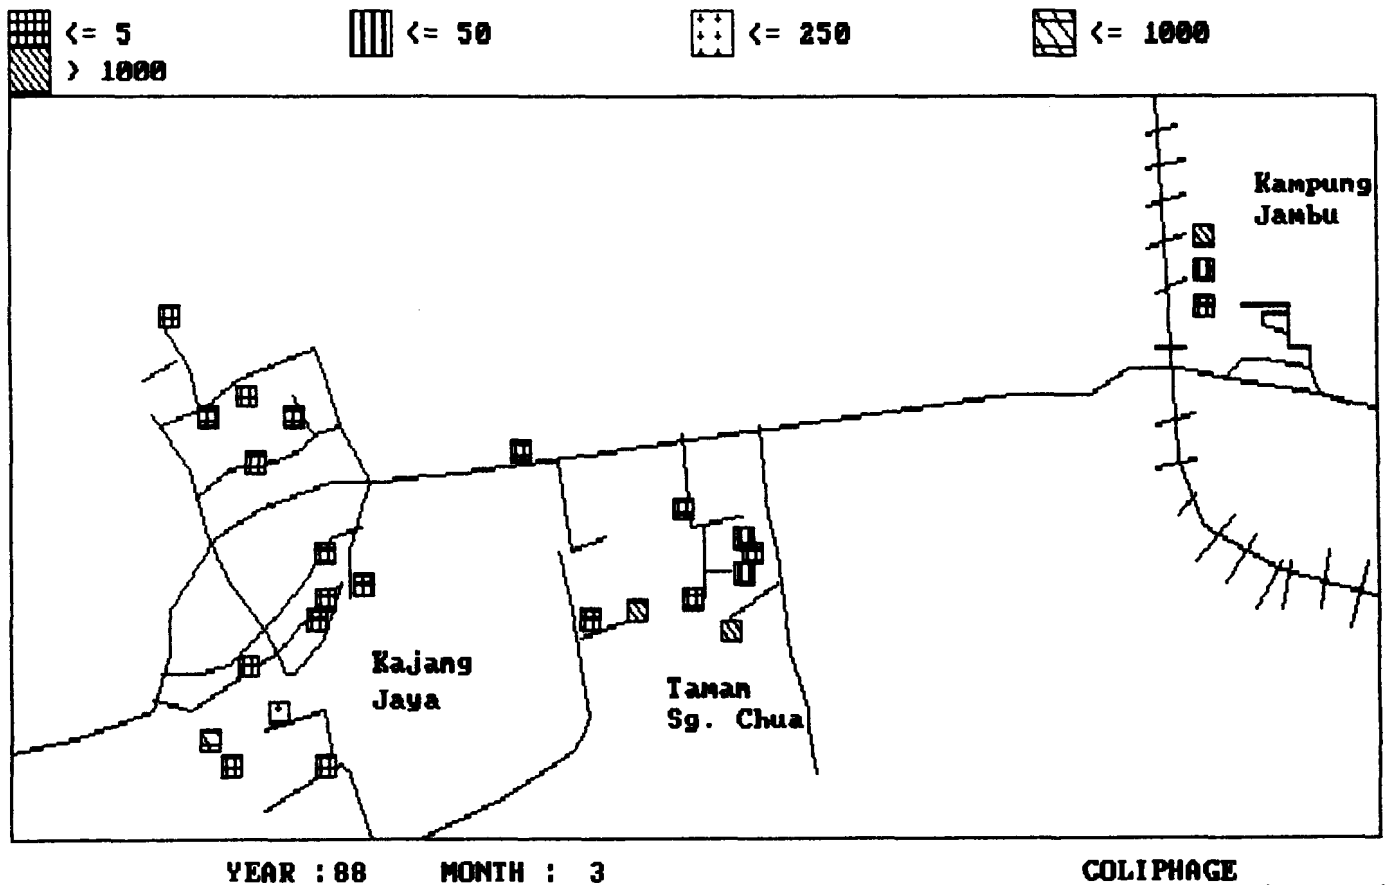 <= 5 <= 50 <= 250 <= 1000
> 1000
Kampung
Jambu
Kajang
Jaya
Taman
Sg. Chua
YEAR :88 MONTH : 3 COLIPHAGE